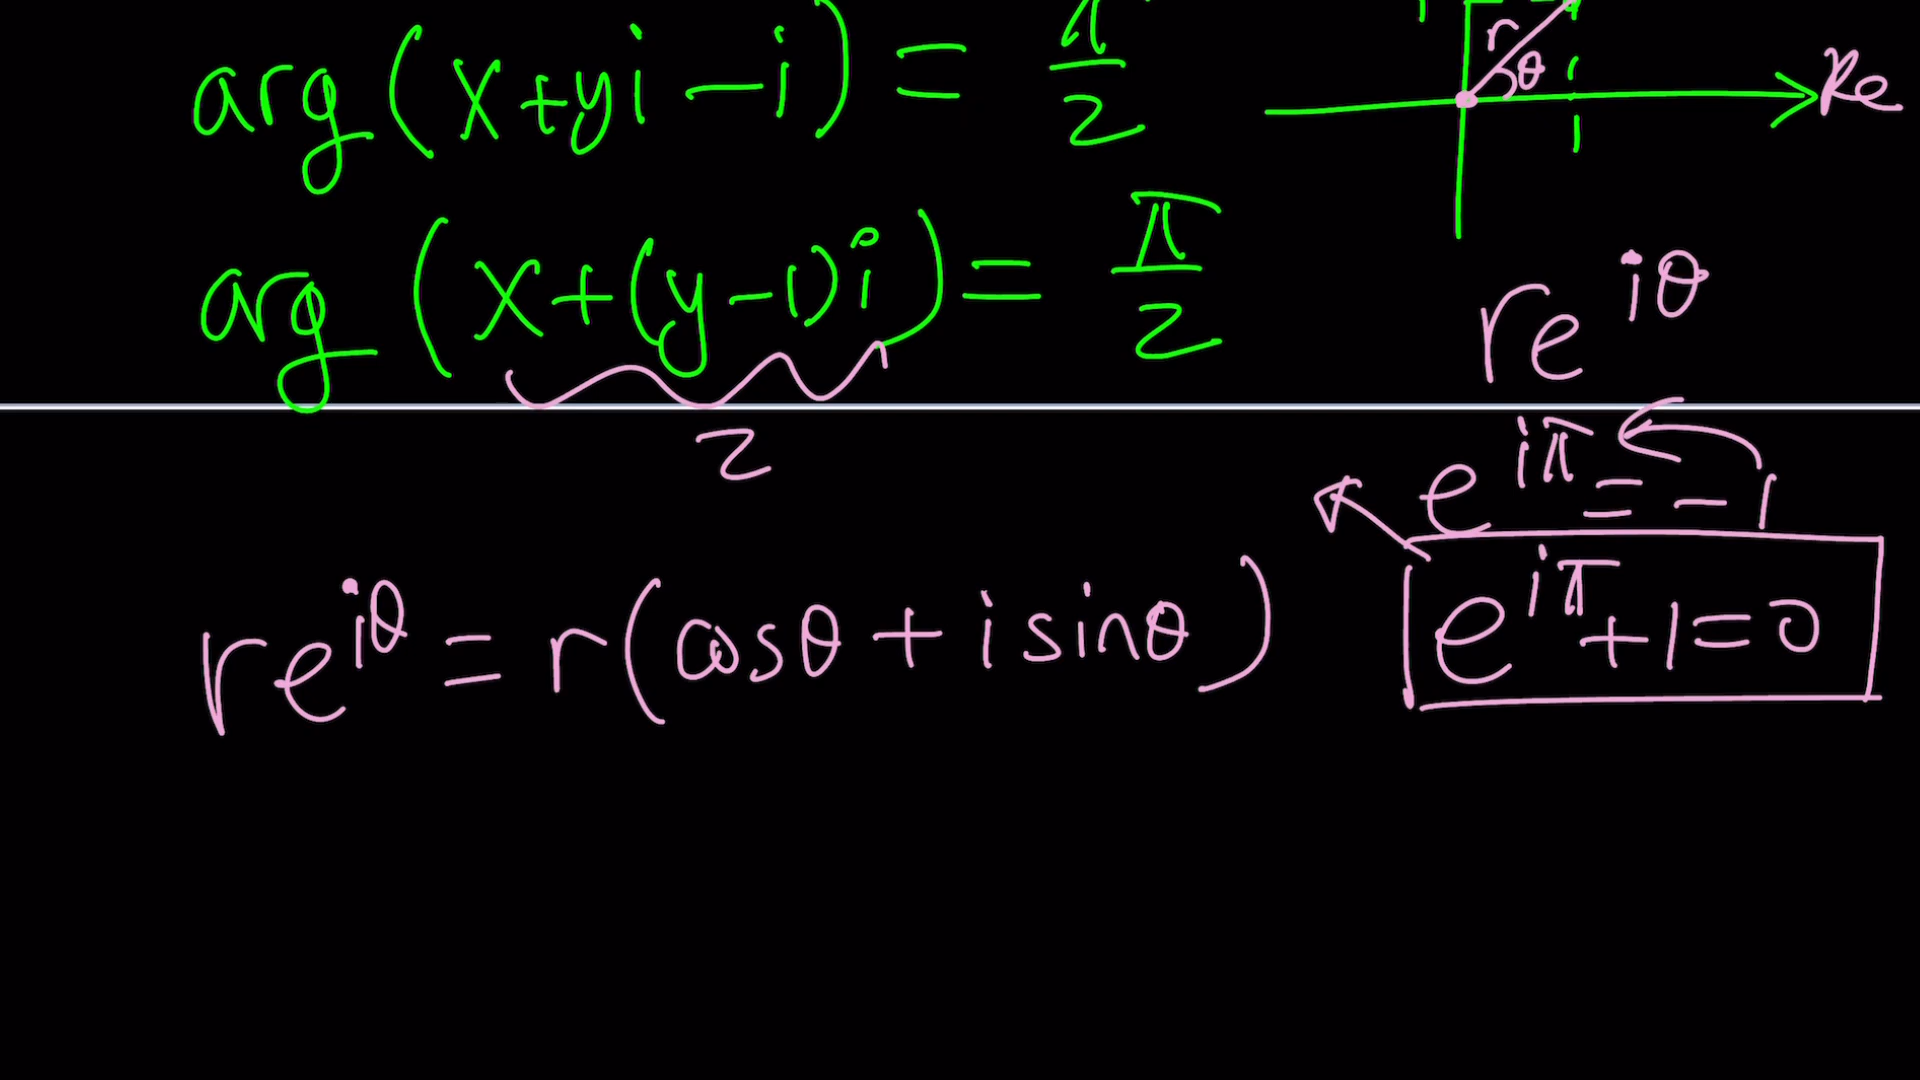 arg(x+yi-i) = π/2
r θ 1 Re
arg(x+(y-1)i) = π/2
re^{iθ}
z
e^{iπ} = -1
re^{iθ} = r(cosθ + i sinθ)
e^{iπ}+1=0